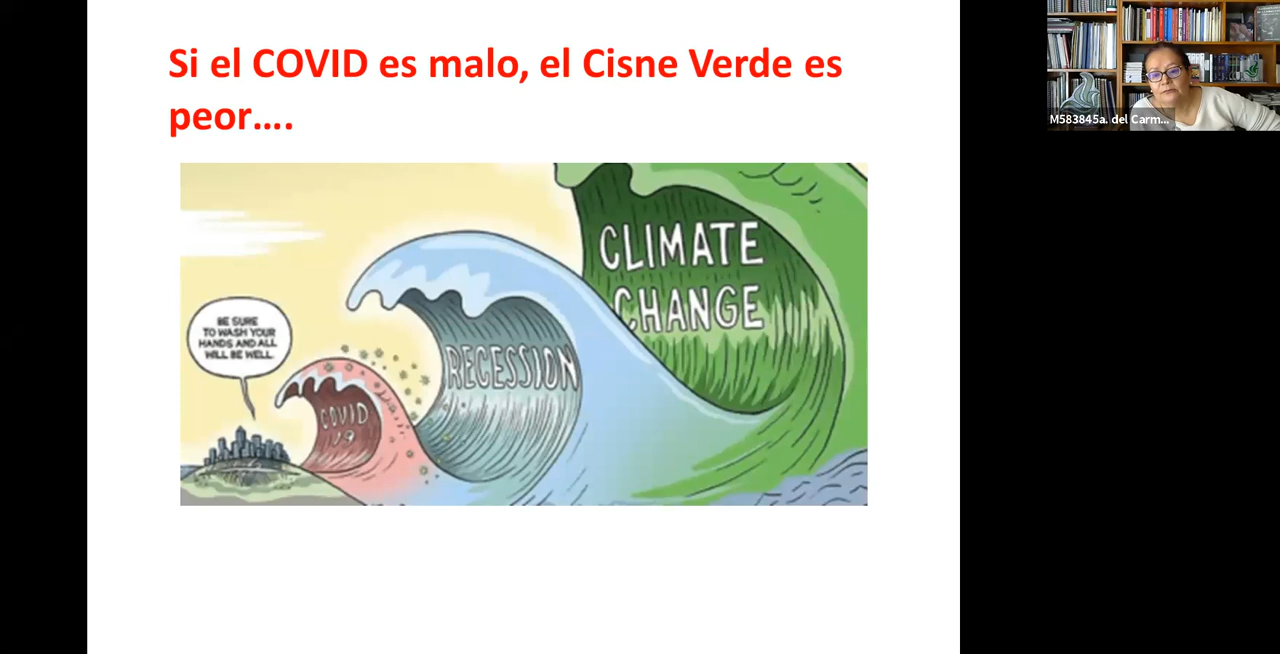 Si el COVID es malo, el Cisne Verde es
peor....
CLIMATE
CHANGE
BE SURE
TO WASH YOUR
HANDS AND ALL
WILL BE WELL.
RECESSION
COVID
19
M583845a. del Carm...